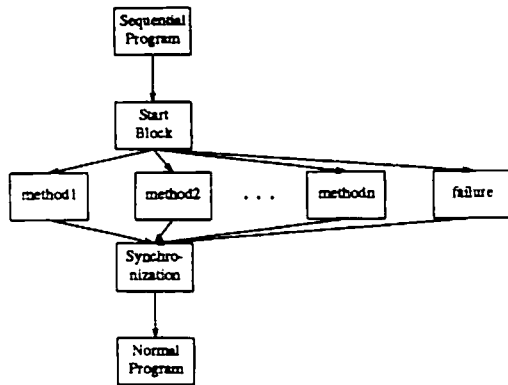 Sequential
Program
Start
Block
method1
method2
. . .
methodn
failure
Synchro-
nization
Normal
Program